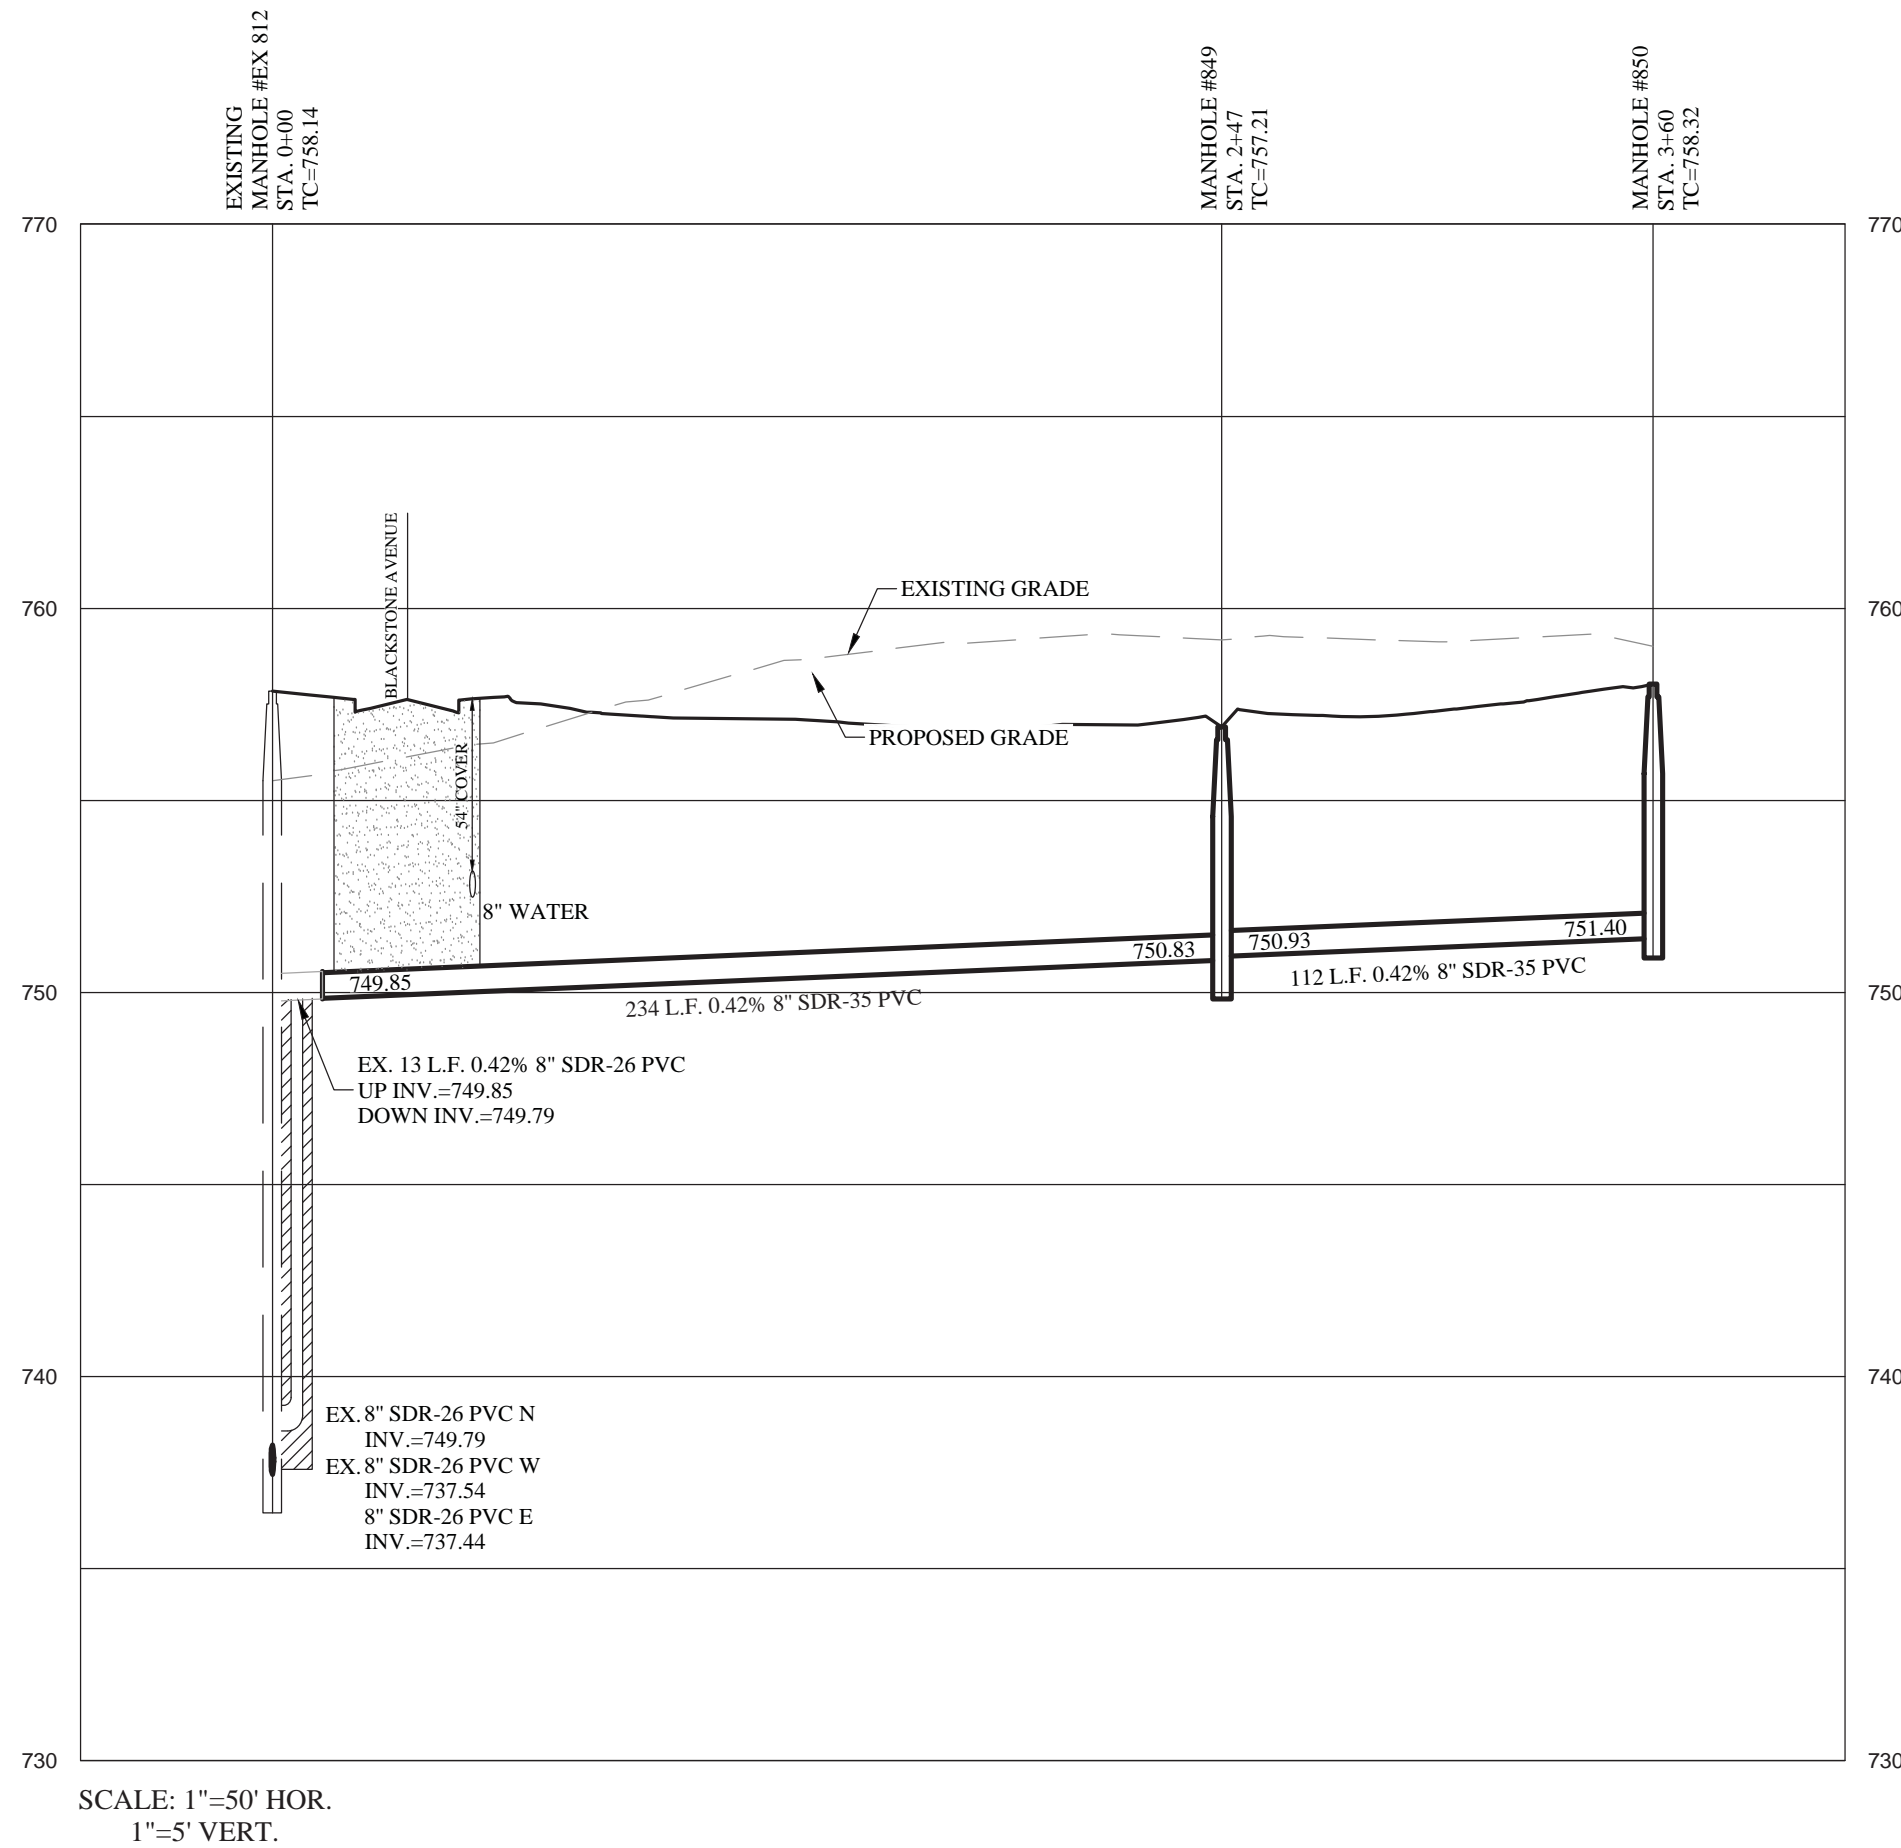 EXISTING
MANHOLE #EX 812
STA. 0+00
TC=758.14
MANHOLE #849
STA. 2+47
TC=757.21
MANHOLE #850
STA. 3+60
TC=758.32
770
770
BLACKSTONE AVENUE
EXISTING GRADE
760
760
PROPOSED GRADE
54" COVER
8" WATER
750.83
750.93
751.40
749.85
112 L.F. 0.42% 8" SDR-35 PVC
234 L.F. 0.42% 8" SDR-35 PVC
750
750
EX. 13 L.F. 0.42% 8" SDR-26 PVC
UP INV.=749.85
DOWN INV.=749.79
740
740
EX. 8" SDR-26 PVC N
INV.=749.79
EX. 8" SDR-26 PVC W
INV.=737.54
8" SDR-26 PVC E
INV.=737.44
730
730
SCALE: 1"=50' HOR.
1"=5' VERT.